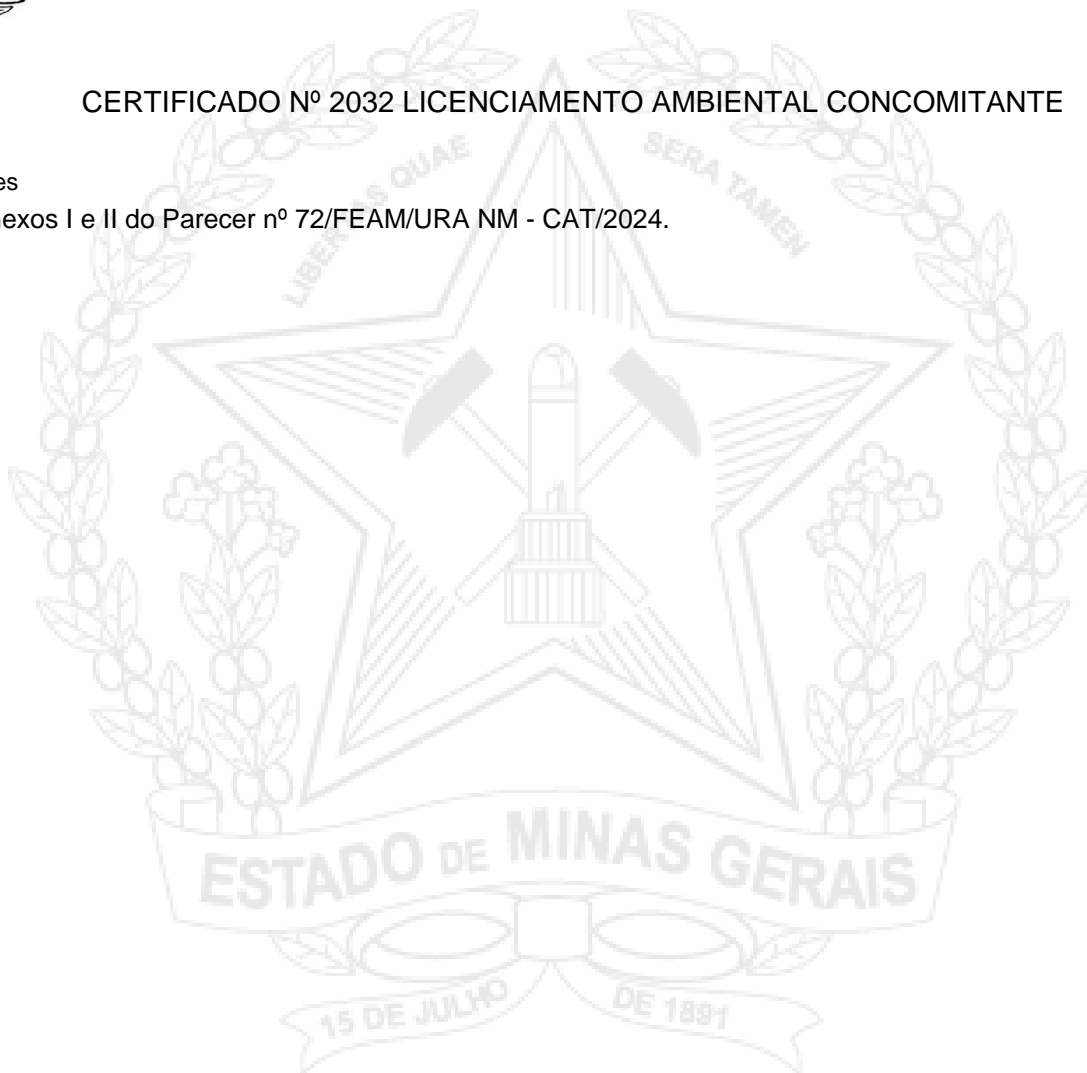 CERTIFICADO Nº 2032 LICENCIAMENTO AMBIENTAL CONCOMITANTE
es
exos I e II do Parecer nº 72/FEAM/URA NM - CAT/2024.
LIBERTAS QUAE SERA TAMEN
ESTADO DE MINAS GERAIS
15 DE JULHO DE 1891